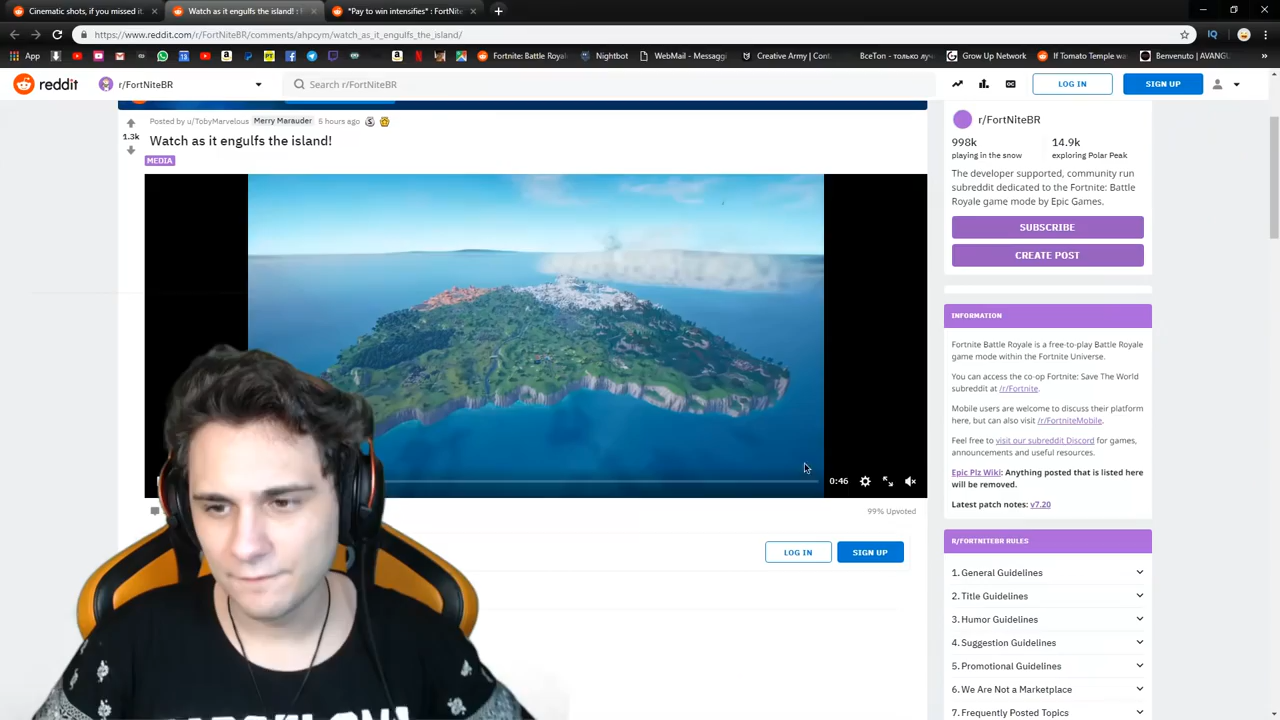 Cinematic shots, if you missed it.
Watch as it engulfs the island! :
*Pay to win intensifies* : FortNite
https://www.reddit.com/r/FortNiteBR/comments/ahpcym/watch_as_it_engulfs_the_island/
App
Fortnite: Battle Royale
Nightbot
WebMail - Messaggi
Creative Army | Cont
ВсеТоп - только луч
Grow Up Network
If Tomato Temple wa
Benvenuto | AVANGU
reddit
r/FortNiteBR
Search r/FortNiteBR
LOG IN
SIGN UP
1.3k
Posted by u/TobyMarvelous Merry Marauder 5 hours ago
Watch as it engulfs the island!
MEDIA
0:46
99% Upvoted
LOG IN
SIGN UP
r/FortNiteBR
998k 14.9k
playing in the snow exploring Polar Peak
The developer supported, community run
subreddit dedicated to the Fortnite: Battle
Royale game mode by Epic Games.
SUBSCRIBE
CREATE POST
INFORMATION
Fortnite Battle Royale is a free-to-play Battle Royale
game mode within the Fortnite Universe.
You can access the co-op Fortnite: Save The World
subreddit at /r/Fortnite.
Mobile users are welcome to discuss their platform
here, but can also visit /r/FortniteMobile.
Feel free to visit our subreddit Discord for games,
announcements and useful resources.
Epic Plz Wiki: Anything posted that is listed here
will be removed.
Latest patch notes: v7.20
R/FORTNITEBR RULES
1. General Guidelines
2. Title Guidelines
3. Humor Guidelines
4. Suggestion Guidelines
5. Promotional Guidelines
6. We Are Not a Marketplace
7. Frequently Posted Topics